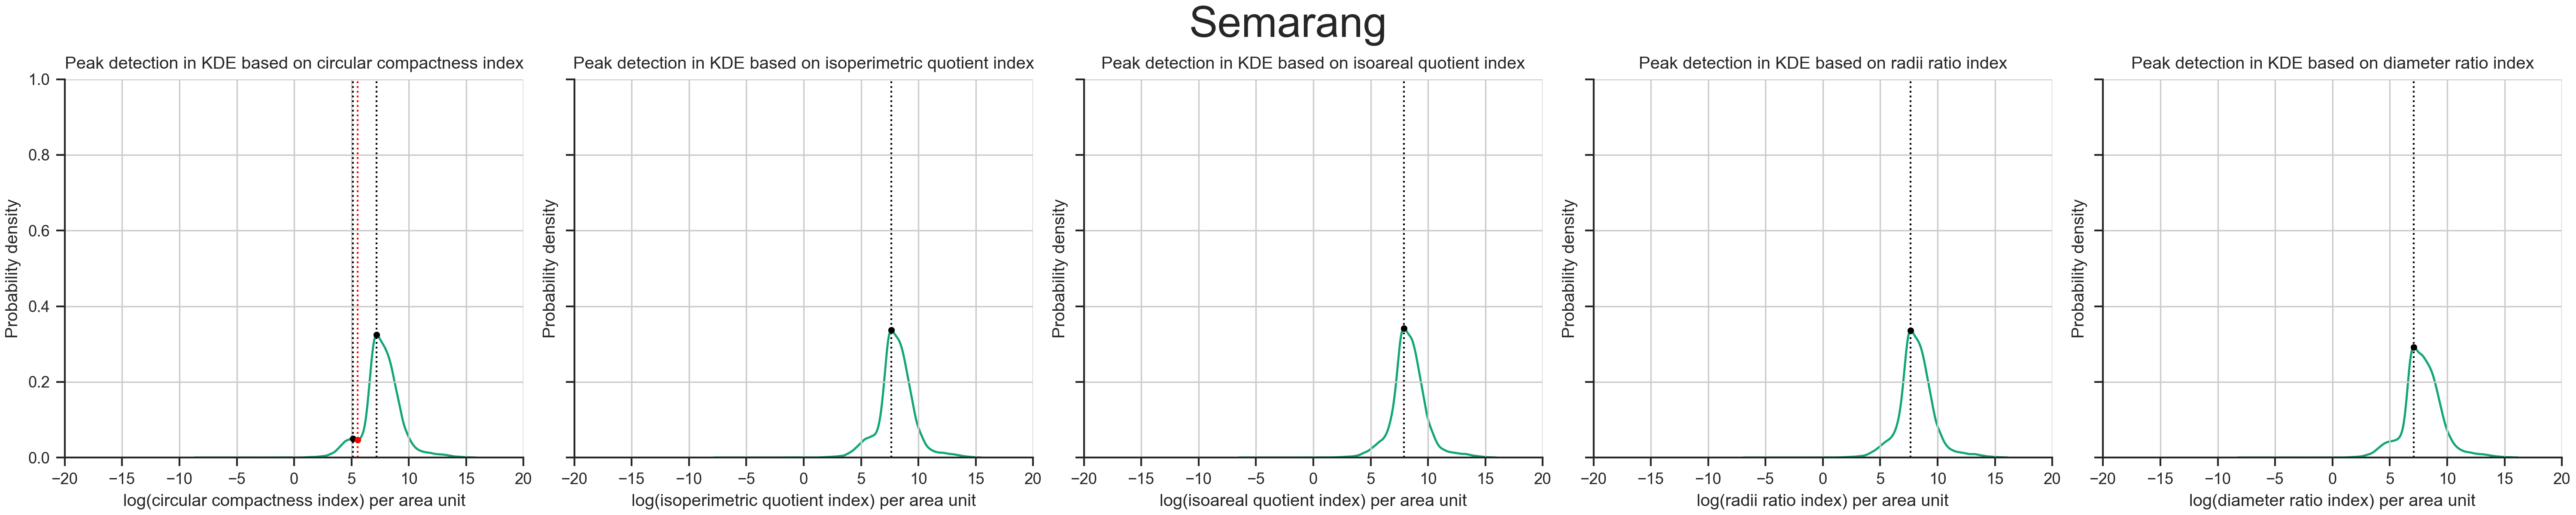 Semarang
Peak detection in KDE based on circular compactness index
Peak detection in KDE based on isoperimetric quotient index
Peak detection in KDE based on isoareal quotient index
Peak detection in KDE based on radii ratio index
Peak detection in KDE based on diameter ratio index
1.0
0.8
0.6
0.4
0.2
0.0
Probability density
Probability density
Probability density
Probability density
Probability density
−20 −15 −10 −5 0 5 10 15 20
−20 −15 −10 −5 0 5 10 15 20
−20 −15 −10 −5 0 5 10 15 20
−20 −15 −10 −5 0 5 10 15 20
−20 −15 −10 −5 0 5 10 15 20
log(circular compactness index) per area unit
log(isoperimetric quotient index) per area unit
log(isoareal quotient index) per area unit
log(radii ratio index) per area unit
log(diameter ratio index) per area unit